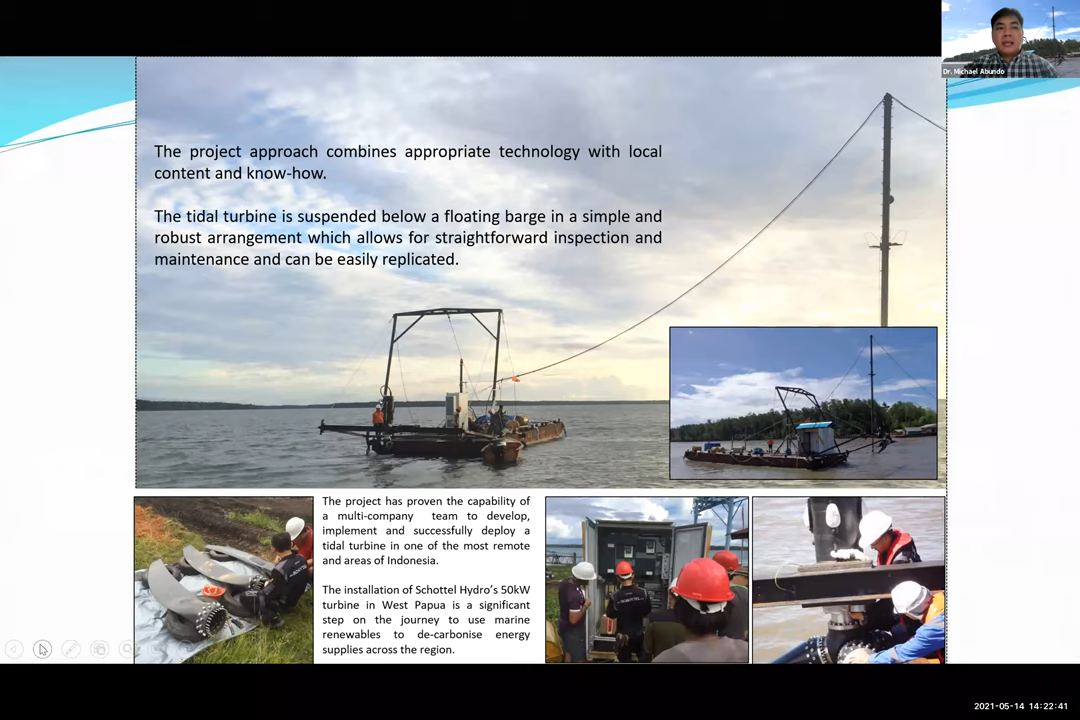 Dr. Michael Abundo
The project approach combines appropriate technology with local
content and know-how.
The tidal turbine is suspended below a floating barge in a simple and
robust arrangement which allows for straightforward inspection and
maintenance and can be easily replicated.
The project has proven the capability of
a multi-company team to develop,
implement and successfully deploy a
tidal turbine in one of the most remote
and areas of Indonesia.
The installation of Schottel Hydro's 50kW
turbine in West Papua is a significant
step on the journey to use marine
renewables to de-carbonise energy
supplies across the region.
SCHOTTEL
2021-05-14 14:22:41